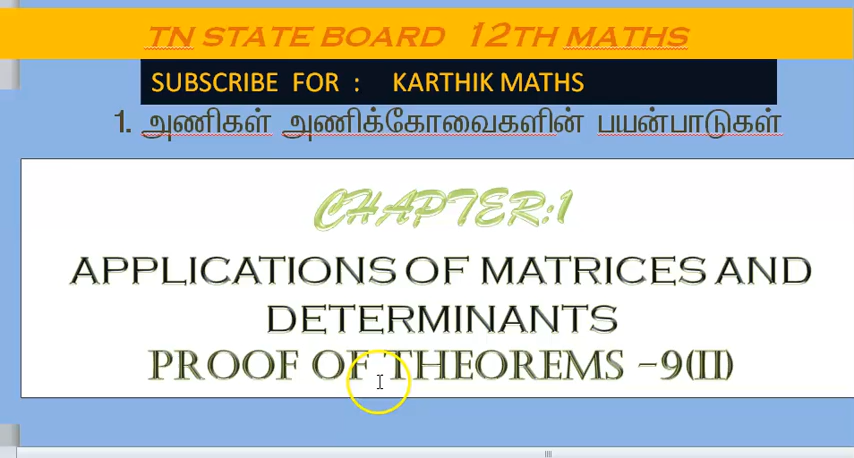 TN STATE BOARD 12TH MATHS
SUBSCRIBE FOR : KARTHIK MATHS
1. அணிகள் அணிக்கோவைகளின் பயன்பாடுகள்
CHAPTER:1
APPLICATIONS OF MATRICES AND
DETERMINANTS
PROOF OF THEOREMS -9(II)